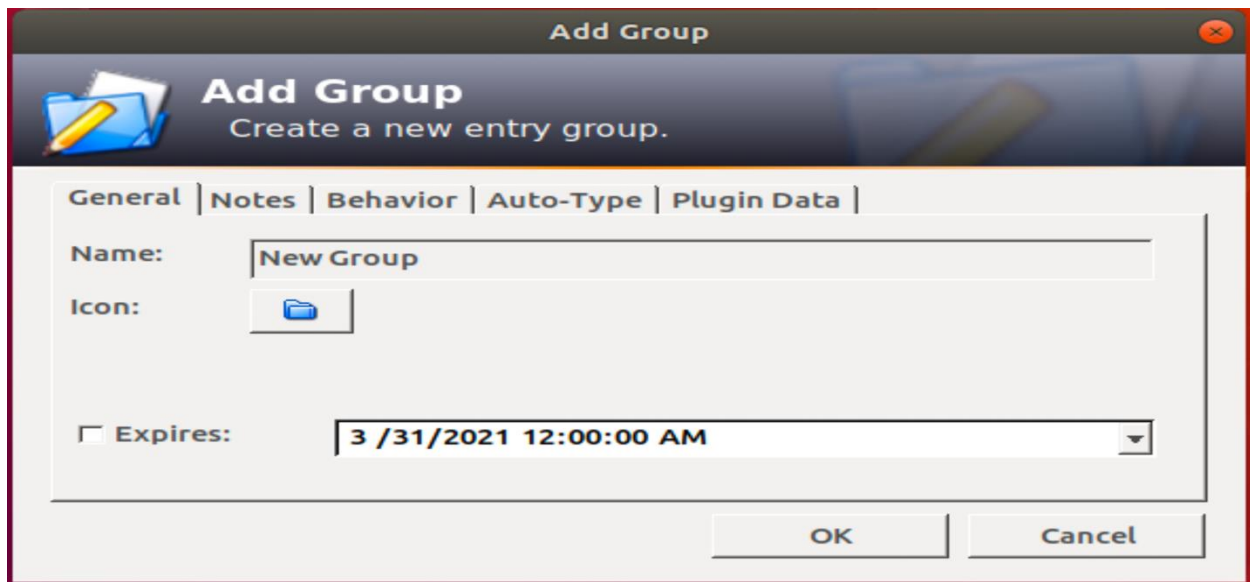 Add Group
Add Group
Create a new entry group.
General Notes Behavior Auto-Type Plugin Data
Name: New Group
Icon:
Expires: 3 /31/2021 12:00:00 AM
OK Cancel